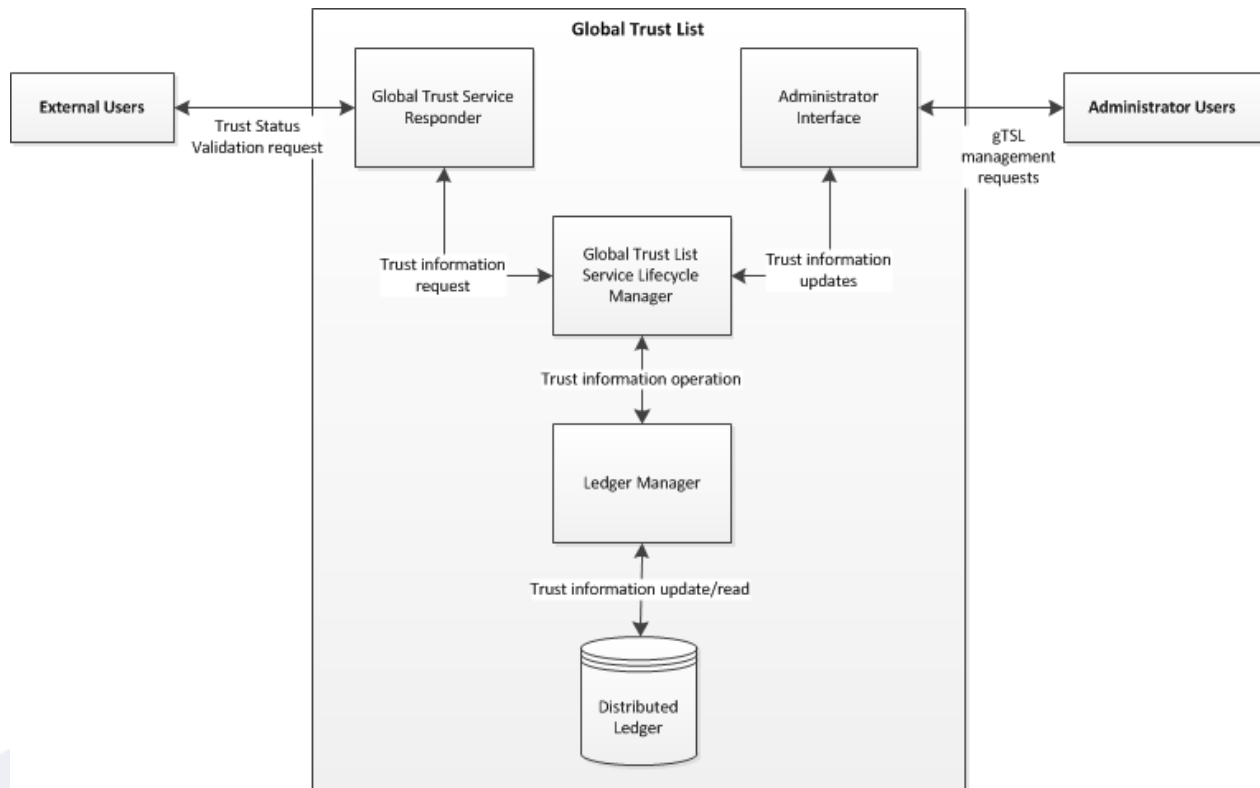 Global Trust List
External Users
Trust Status
Validation request
Global Trust Service
Responder
Administrator
Interface
gTSL
management
requests
Administrator Users
Trust information
request
Global Trust List
Service Lifecycle
Manager
Trust information
updates
Trust information operation
Ledger Manager
Trust information update/read
Distributed
Ledger